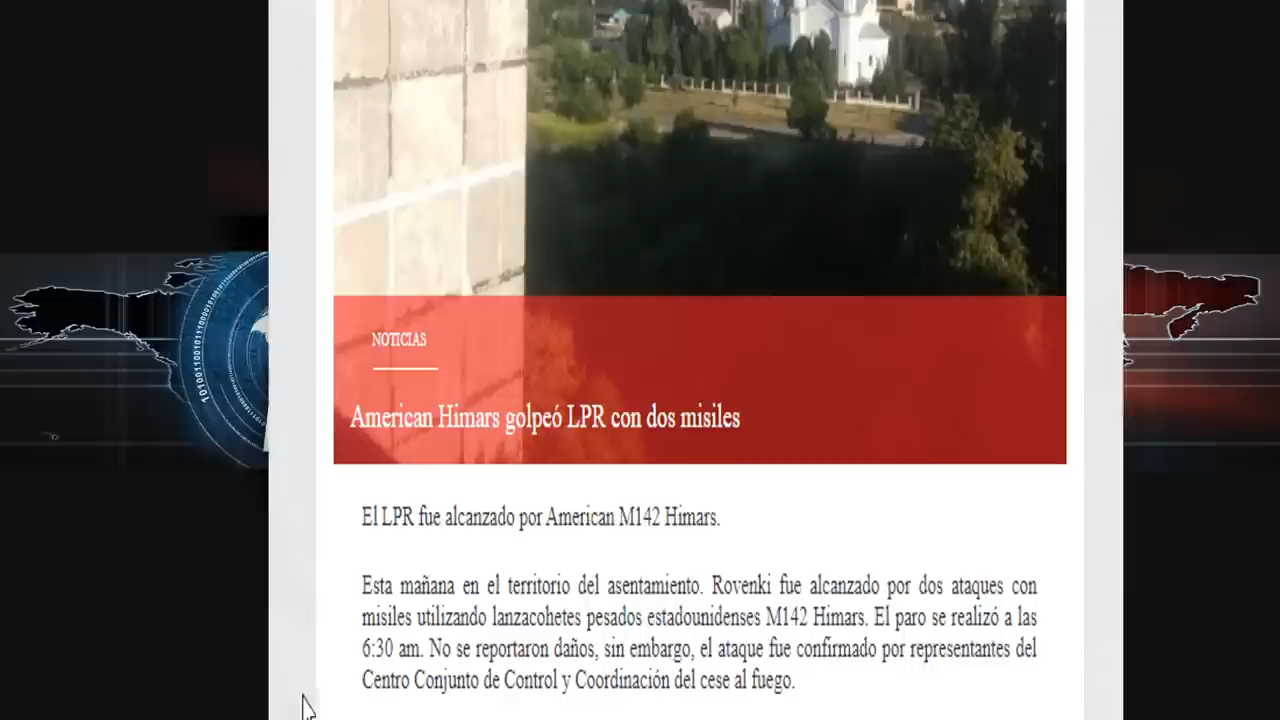 NOTICIAS
American Himars golpeó LPR con dos misiles
El LPR fue alcanzado por American M142 Himars.
Esta mañana en el territorio del asentamiento. Rovenki fue alcanzado por dos ataques con
misiles utilizando lanzacohetes pesados estadounidenses M142 Himars. El paro se realizó a las
6:30 am. No se reportaron daños, sin embargo, el ataque fue confirmado por representantes del
Centro Conjunto de Control y Coordinación del cese al fuego.